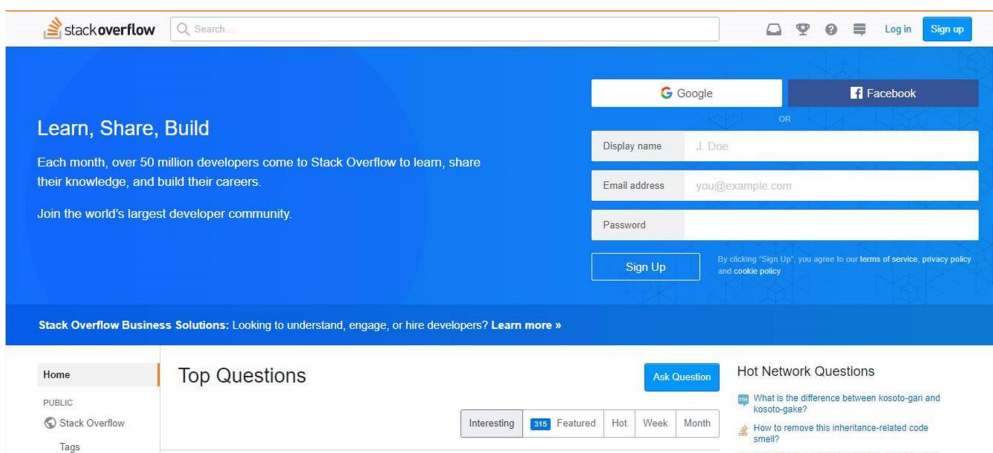 stackoverflow
Search...
Log in
Sign up
Learn, Share, Build
Each month, over 50 million developers come to Stack Overflow to learn, share
their knowledge, and build their careers.
Join the world's largest developer community.
Google
Facebook
OR
Display name
J. Doe
Email address
you@example.com
Password
Sign Up
By clicking "Sign Up", you agree to our terms of service, privacy policy
and cookie policy
Stack Overflow Business Solutions: Looking to understand, engage, or hire developers? Learn more »
Home
PUBLIC
Stack Overflow
Tags
Top Questions
Ask Question
Interesting
315 Featured
Hot
Week
Month
Hot Network Questions
What is the difference between kosoto-gari and
kosoto-gake?
How to remove this inheritance-related code
smell?